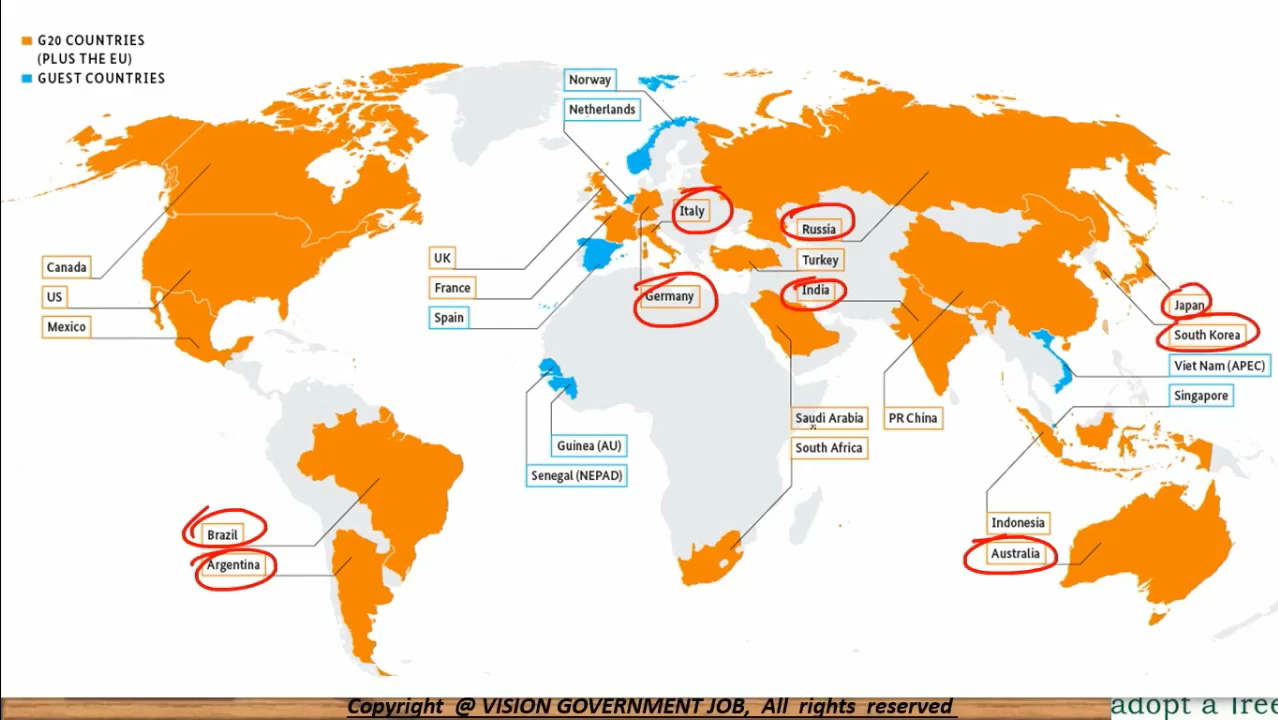 G20 COUNTRIES
(PLUS THE EU)
GUEST COUNTRIES
Norway
Netherlands
Italy
Russia
Turkey
India
Germany
UK
France
Spain
Canada
US
Mexico
Japan
South Korea
Viet Nam (APEC)
Singapore
Saudi Arabia
South Africa
PR China
Guinea (AU)
Senegal (NEPAD)
Brazil
Argentina
Indonesia
Australia
Copyright @ VISION GOVERNMENT JOB, All rights reserved
adopt a Tree